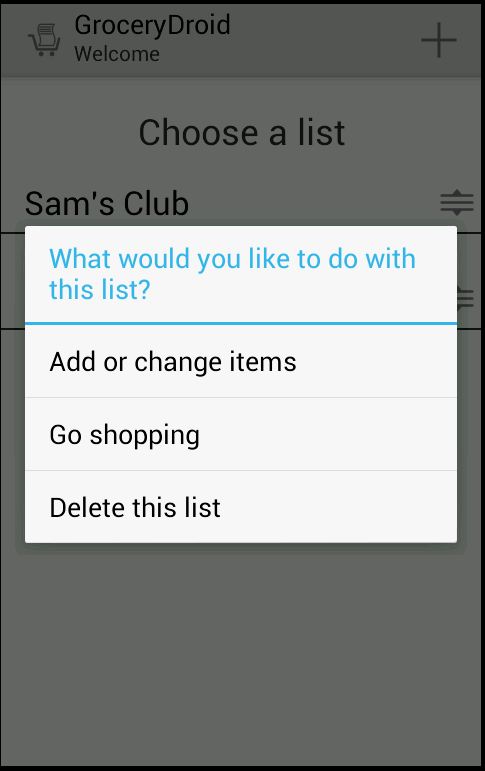 GroceryDroid
Welcome
Choose a list
Sam's Club
What would you like to do with
this list?
Add or change items
Go shopping
Delete this list